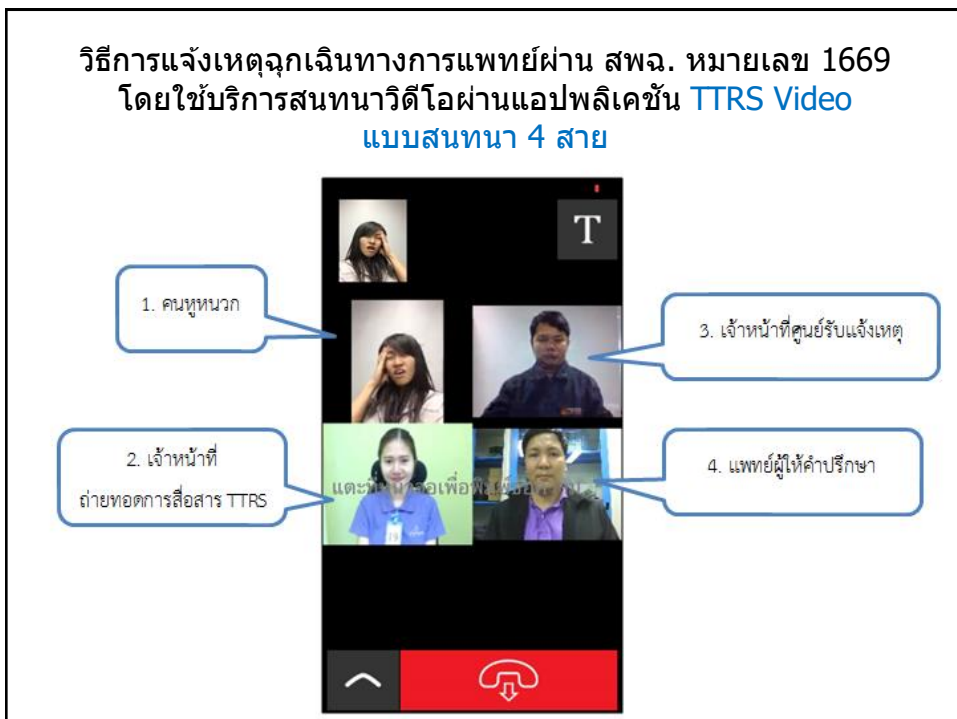 วิธีการแจ้งเหตุฉุกเฉินทางการแพทย์ผ่าน สพฉ. หมายเลข 1669
โดยใช้บริการสนทนาวิดีโอผ่านแอปพลิเคชัน TTRS Video
แบบสนทนา 4 สาย
T
1. คนหูหนวก
3. เจ้าหน้าที่ศูนย์รับแจ้งเหตุ
2. เจ้าหน้าที่
ถ่ายทอดการสื่อสาร TTRS
4. แพทย์ผู้ให้คำปรึกษา